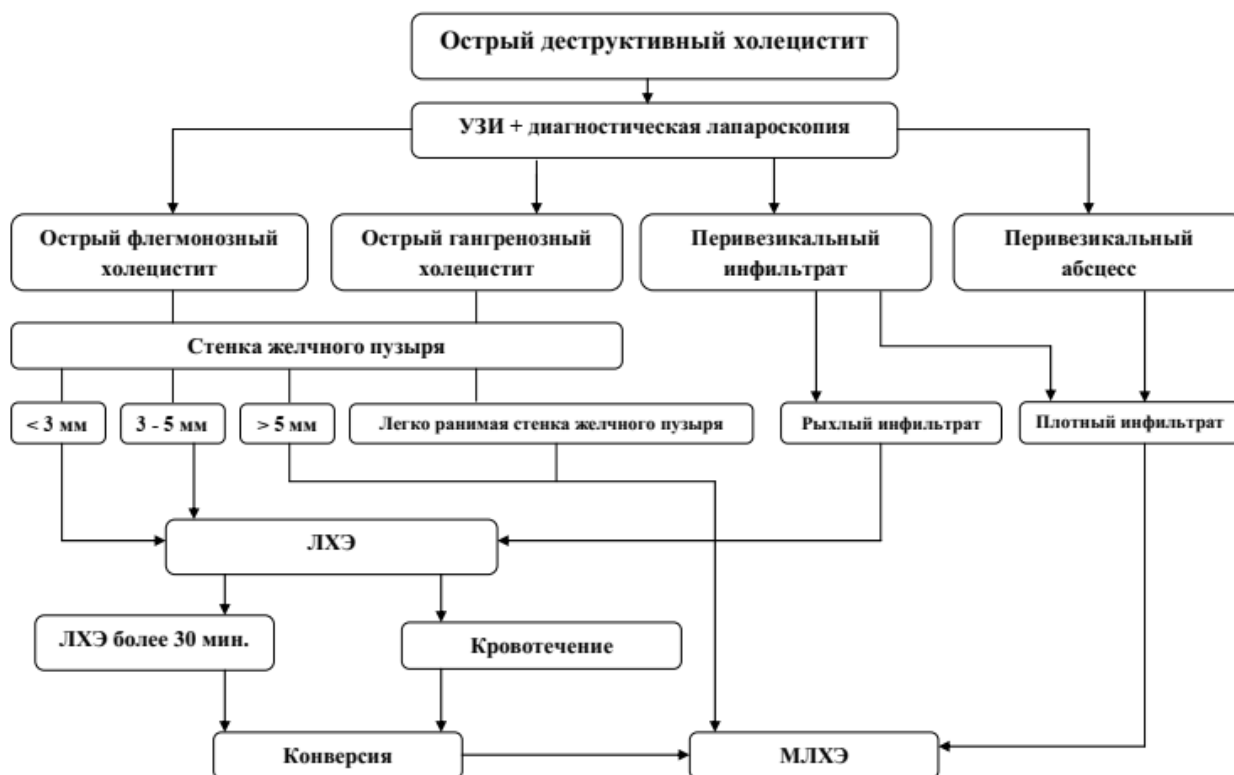 Острый деструктивный холецистит
УЗИ + диагностическая лапароскопия
Острый флегмонозный
холецистит
Острый гангренозный
холецистит
Перивезикальный
инфильтрат
Перивезикальный
абсцесс
Стенка желчного пузыря
< 3 мм
3 - 5 мм
> 5 мм
Легко ранимая стенка желчного пузыря
Рыхлый инфильтрат
Плотный инфильтрат
ЛХЭ
ЛХЭ более 30 мин.
Кровотечение
Конверсия
МЛХЭ